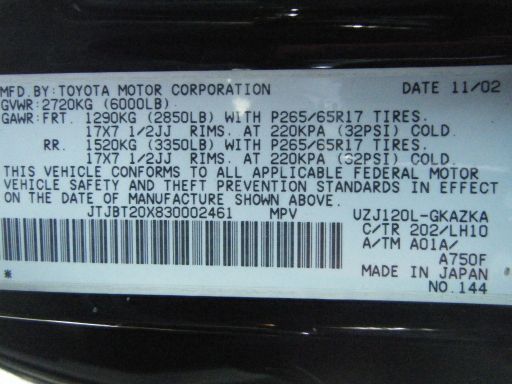 MFD.BY:TOYOTA MOTOR CORPORATION DATE 11/02
GVWR:2720KG (6000LB)
GAWR:FRT. 1290KG (2850LB) WITH P265/65R17 TIRES.
17X7 1/2JJ RIMS. AT 220KPA (32PSI) COLD.
RR. 1520KG (3350LB) WITH P265/65R17 TIRES.
17X7 1/2JJ RIMS. AT 220KPA (32PSI) COLD.
THIS VEHICLE CONFORMS TO ALL APPLICABLE FEDERAL MOTOR
VEHICLE SAFETY AND THEFT PREVENTION STANDARDS IN EFFECT
ON THE DATE OF MANUFACTURE SHOWN ABOVE.
JTJBT20X830002461 MPV UZJ120L-GKAZKA
C/TR 202/LH10
A/TM A01A/
A750F
MADE IN JAPAN
* NO.144